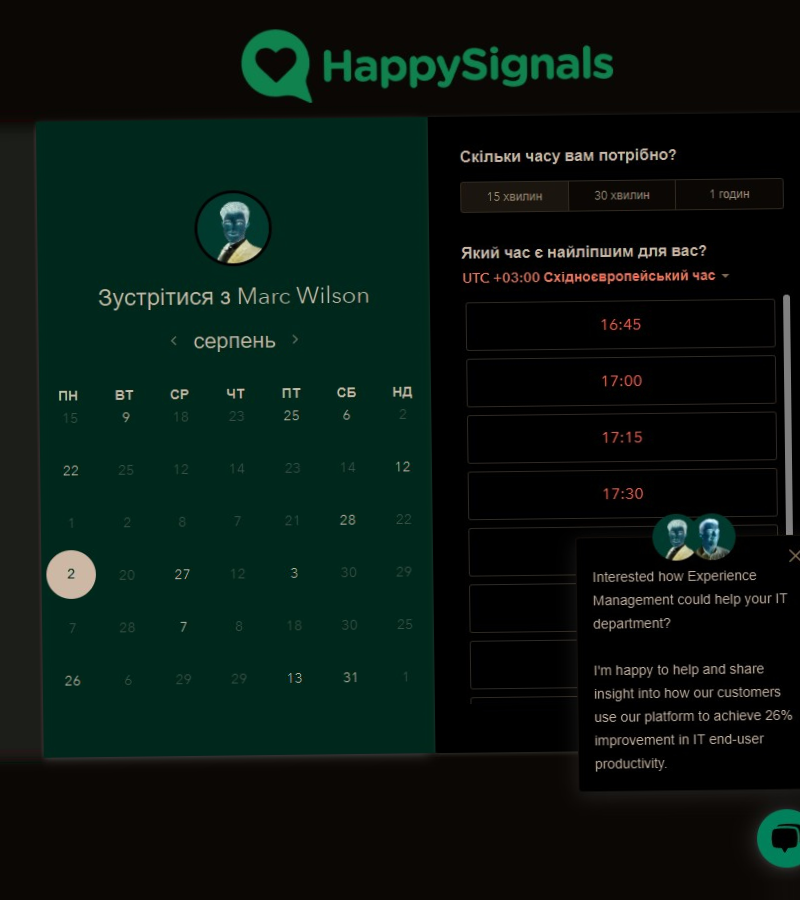 HappySignals
Зустрітися з Marc Wilson
серпень
ПН ВТ СР ЧТ ПТ СБ НД
15 9 18 23 25 6 2
22 25 12 14 23 14 12
1 2 8 7 21 28 22
2 20 27 12 3 30 29
7 28 7 8 18 30 25
26 6 29 29 13 31 1
Скільки часу вам потрібно?
15 хвилин 30 хвилин 1 годин
Який час є найліпшим для вас?
UTC +03:00 Східноєвропейський час
16:45
17:00
17:15
17:30
Interested how Experience
Management could help your IT
department?
I'm happy to help and share
insight into how our customers
use our platform to achieve 26%
improvement in IT end-user
productivity.